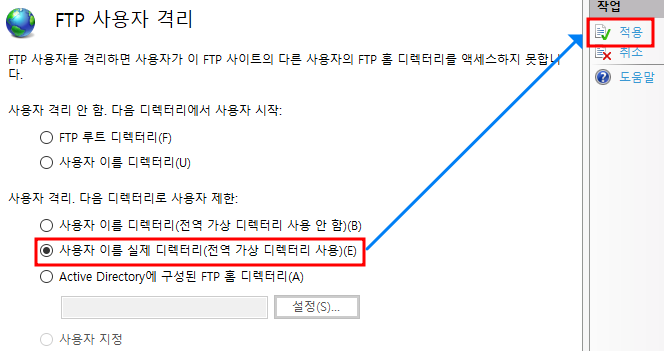 FTP 사용자 격리
FTP 사용자를 격리하면 사용자가 이 FTP 사이트의 다른 사용자의 FTP 홈 디렉터리를 액세스하지 못합니
다.
사용자 격리 안 함. 다음 디렉터리에서 사용자 시작:
FTP 루트 디렉터리(F)
사용자 이름 디렉터리(U)
사용자 격리. 다음 디렉터리로 사용자 제한:
사용자 이름 디렉터리(전역 가상 디렉터리 사용 안 함)(B)
사용자 이름 실제 디렉터리(전역 가상 디렉터리 사용)(E)
Active Directory에 구성된 FTP 홈 디렉터리(A)
설정(S)...
사용자 지정
작업
적용
취소
도움말